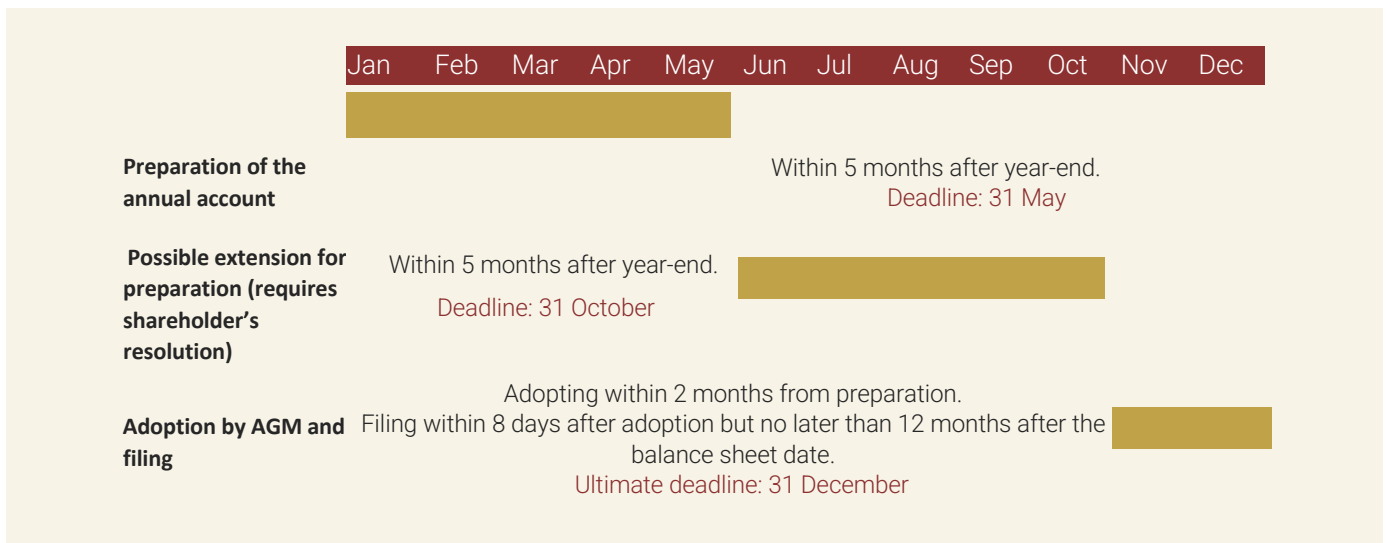 Jan Feb Mar Apr May Jun Jul Aug Sep Oct Nov Dec
Preparation of the
annual account
Within 5 months after year-end.
Deadline: 31 May
Possible extension for
preparation (requires
shareholder's
resolution)
Within 5 months after year-end.
Deadline: 31 October
Adoption by AGM and
filing
Adopting within 2 months from preparation.
Filing within 8 days after adoption but no later than 12 months after the
balance sheet date.
Ultimate deadline: 31 December